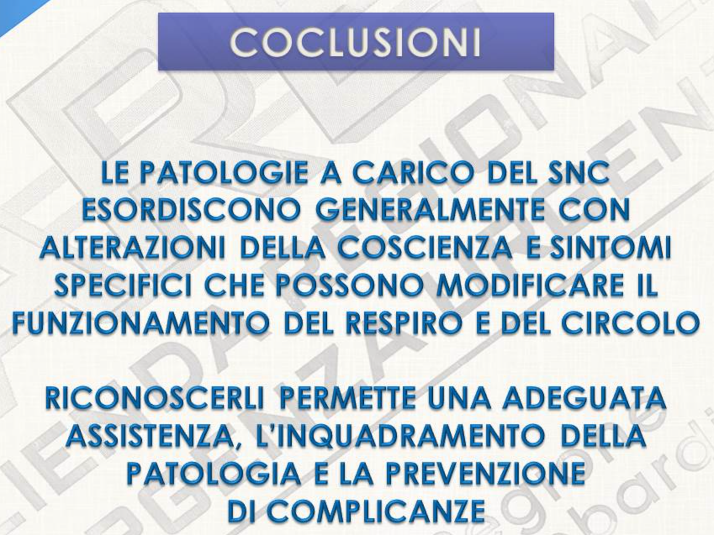 COCLUSIONI
LE PATOLOGIE A CARICO DEL SNC
ESORDISCONO GENERALMENTE CON
ALTERAZIONI DELLA COSCIENZA E SINTOMI
SPECIFICI CHE POSSONO MODIFICARE IL
FUNZIONAMENTO DEL RESPIRO E DEL CIRCOLO
RICONOSCERLI PERMETTE UNA ADEGUATA
ASSISTENZA, L'INQUADRAMENTO DELLA
PATOLOGIA E LA PREVENZIONE
DI COMPLICANZE